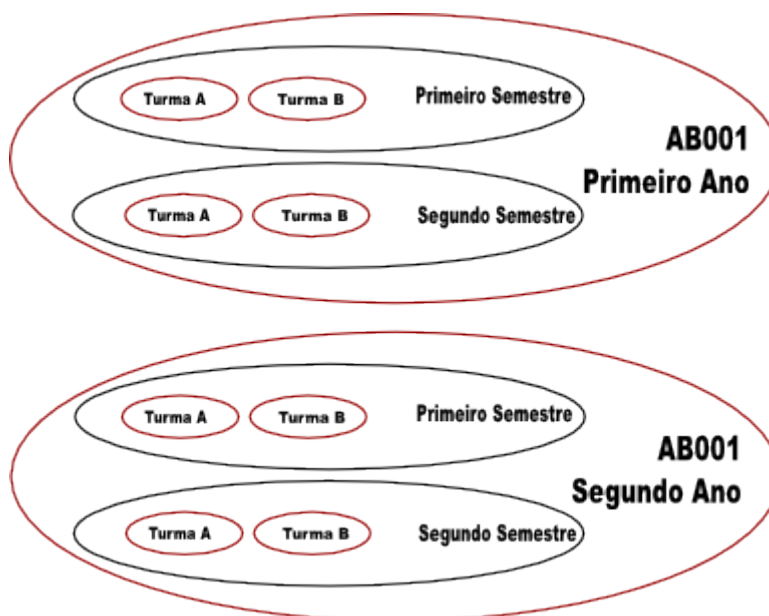 Turma A
Turma B
Primeiro Semestre
AB001
Primeiro Ano
Turma A
Turma B
Segundo Semestre
Turma A
Turma B
Primeiro Semestre
AB001
Segundo Ano
Turma A
Turma B
Segundo Semestre